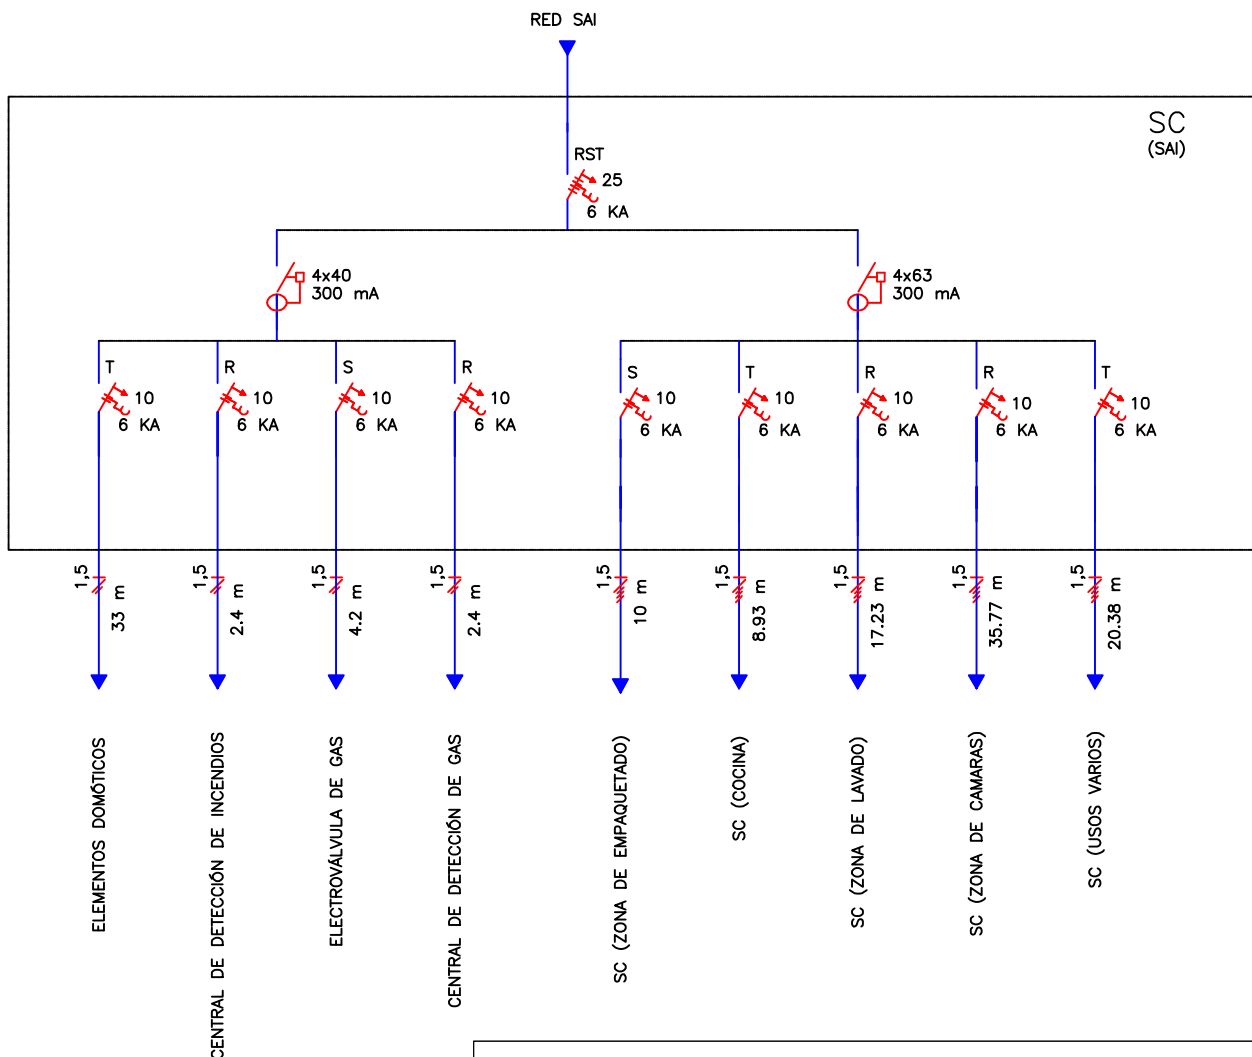 RED SAI
SC
(SAI)
RST
25
6 KA
4x40
300 mA
4x63
300 mA
T
10
6 KA
R
10
6 KA
S
10
6 KA
R
10
6 KA
S
10
6 KA
T
10
6 KA
R
10
6 KA
R
10
6 KA
T
10
6 KA
1,5
33 m
1,5
2.4 m
1,5
4.2 m
1,5
2.4 m
1,5
10 m
1,5
8.93 m
1,5
17.23 m
1,5
35.77 m
1,5
20.38 m
ELEMENTOS DOMÓTICOS
CENTRAL DE DETECCIÓN DE INCENDIOS
ELECTROVÁLVULA DE GAS
CENTRAL DE DETECCIÓN DE GAS
SC (ZONA DE EMPAQUETADO)
SC (COCINA)
SC (ZONA DE LAVADO)
SC (ZONA DE CAMARAS)
SC (USOS VARIOS)